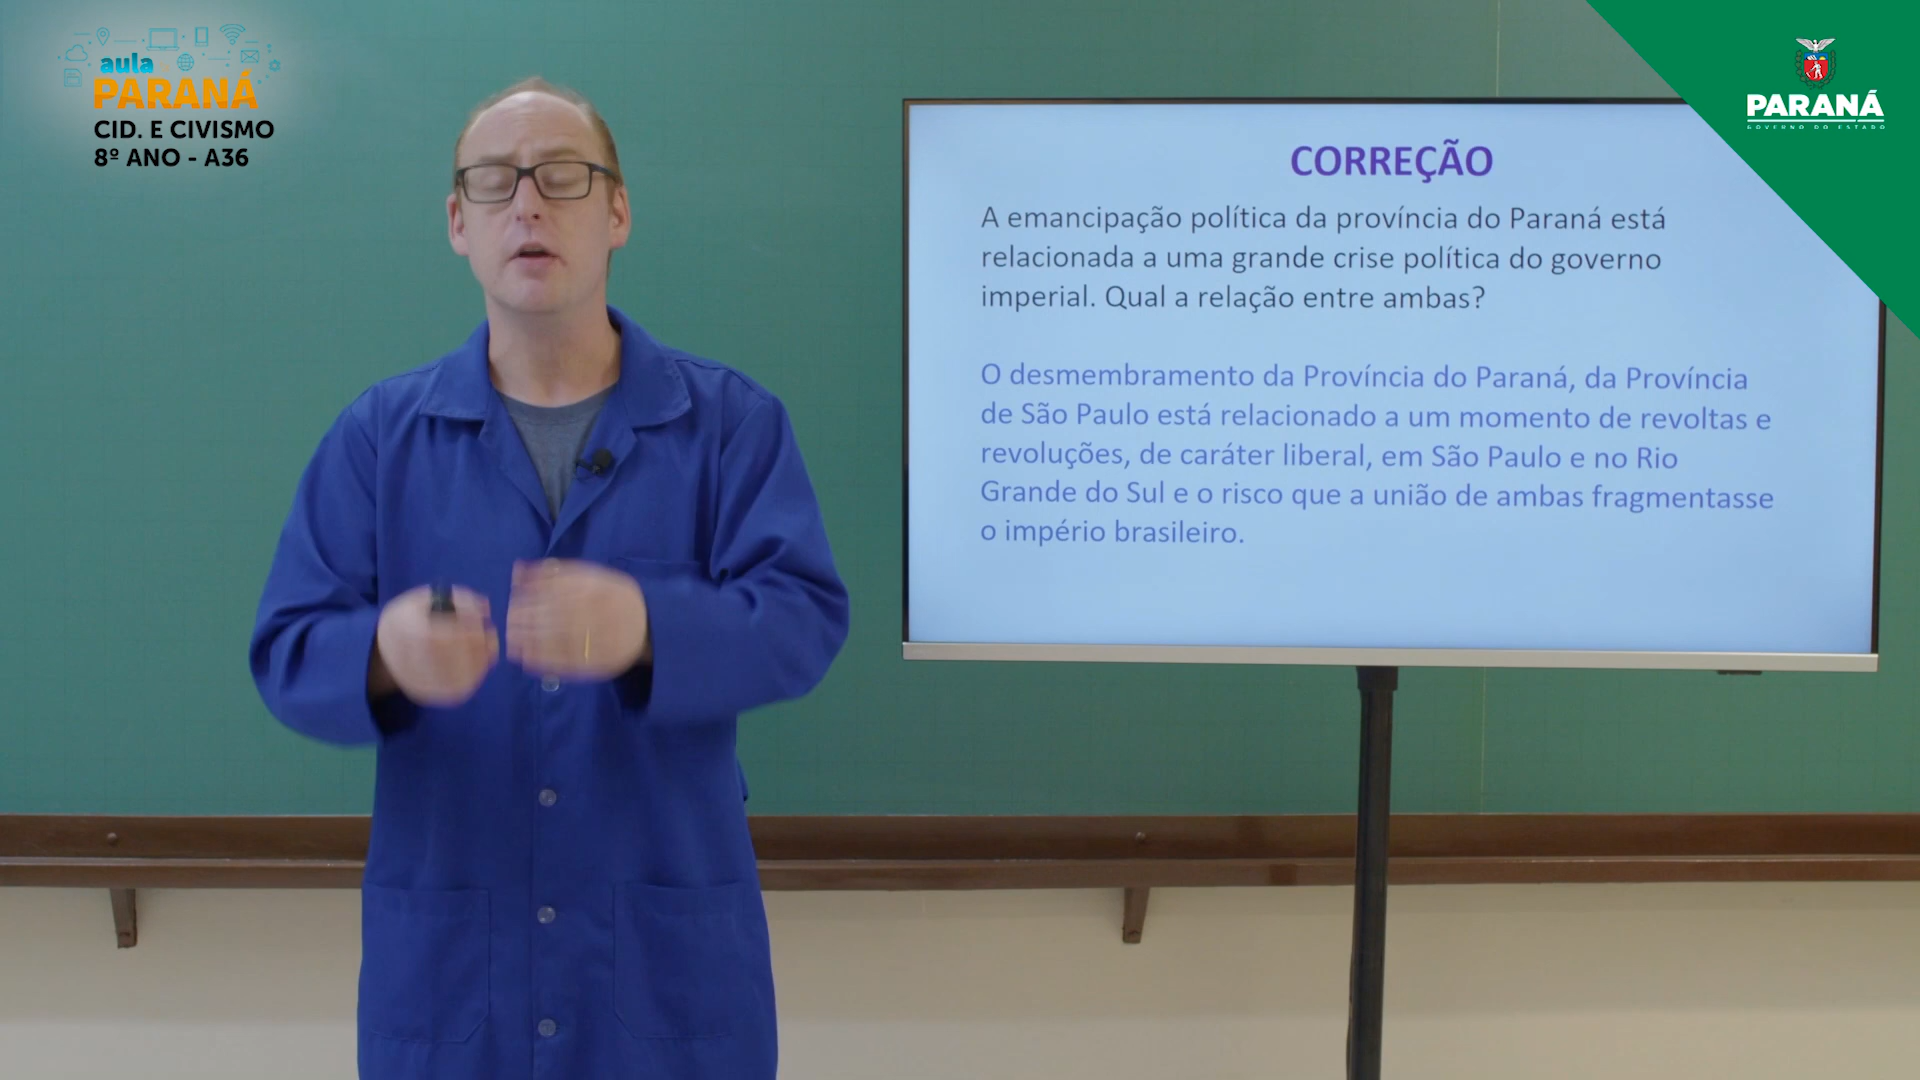 aula
PARANÁ
CID. E CIVISMO
8º ANO - A36
PARANÁ
GOVERNO DO ESTADO
CORREÇÃO
A emancipação política da província do Paraná está
relacionada a uma grande crise política do governo
imperial. Qual a relação entre ambas?
O desmembramento da Província do Paraná, da Província
de São Paulo está relacionado a um momento de revoltas e
revoluções, de caráter liberal, em São Paulo e no Rio
Grande do Sul e o risco que a união de ambas fragmentasse
o império brasileiro.